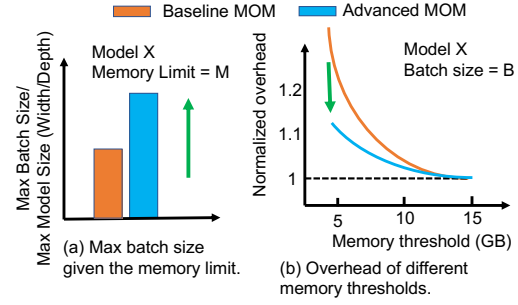 Baseline MOM
Advanced MOM
Max Batch Size/
Max Model Size (Width/Depth)
Model X
Memory Limit = M
(a) Max batch size
given the memory limit.
Normalized overhead
1.2
1.1
1
Model X
Batch size = B
5
10
15
Memory threshold (GB)
(b) Overhead of different
memory thresholds.